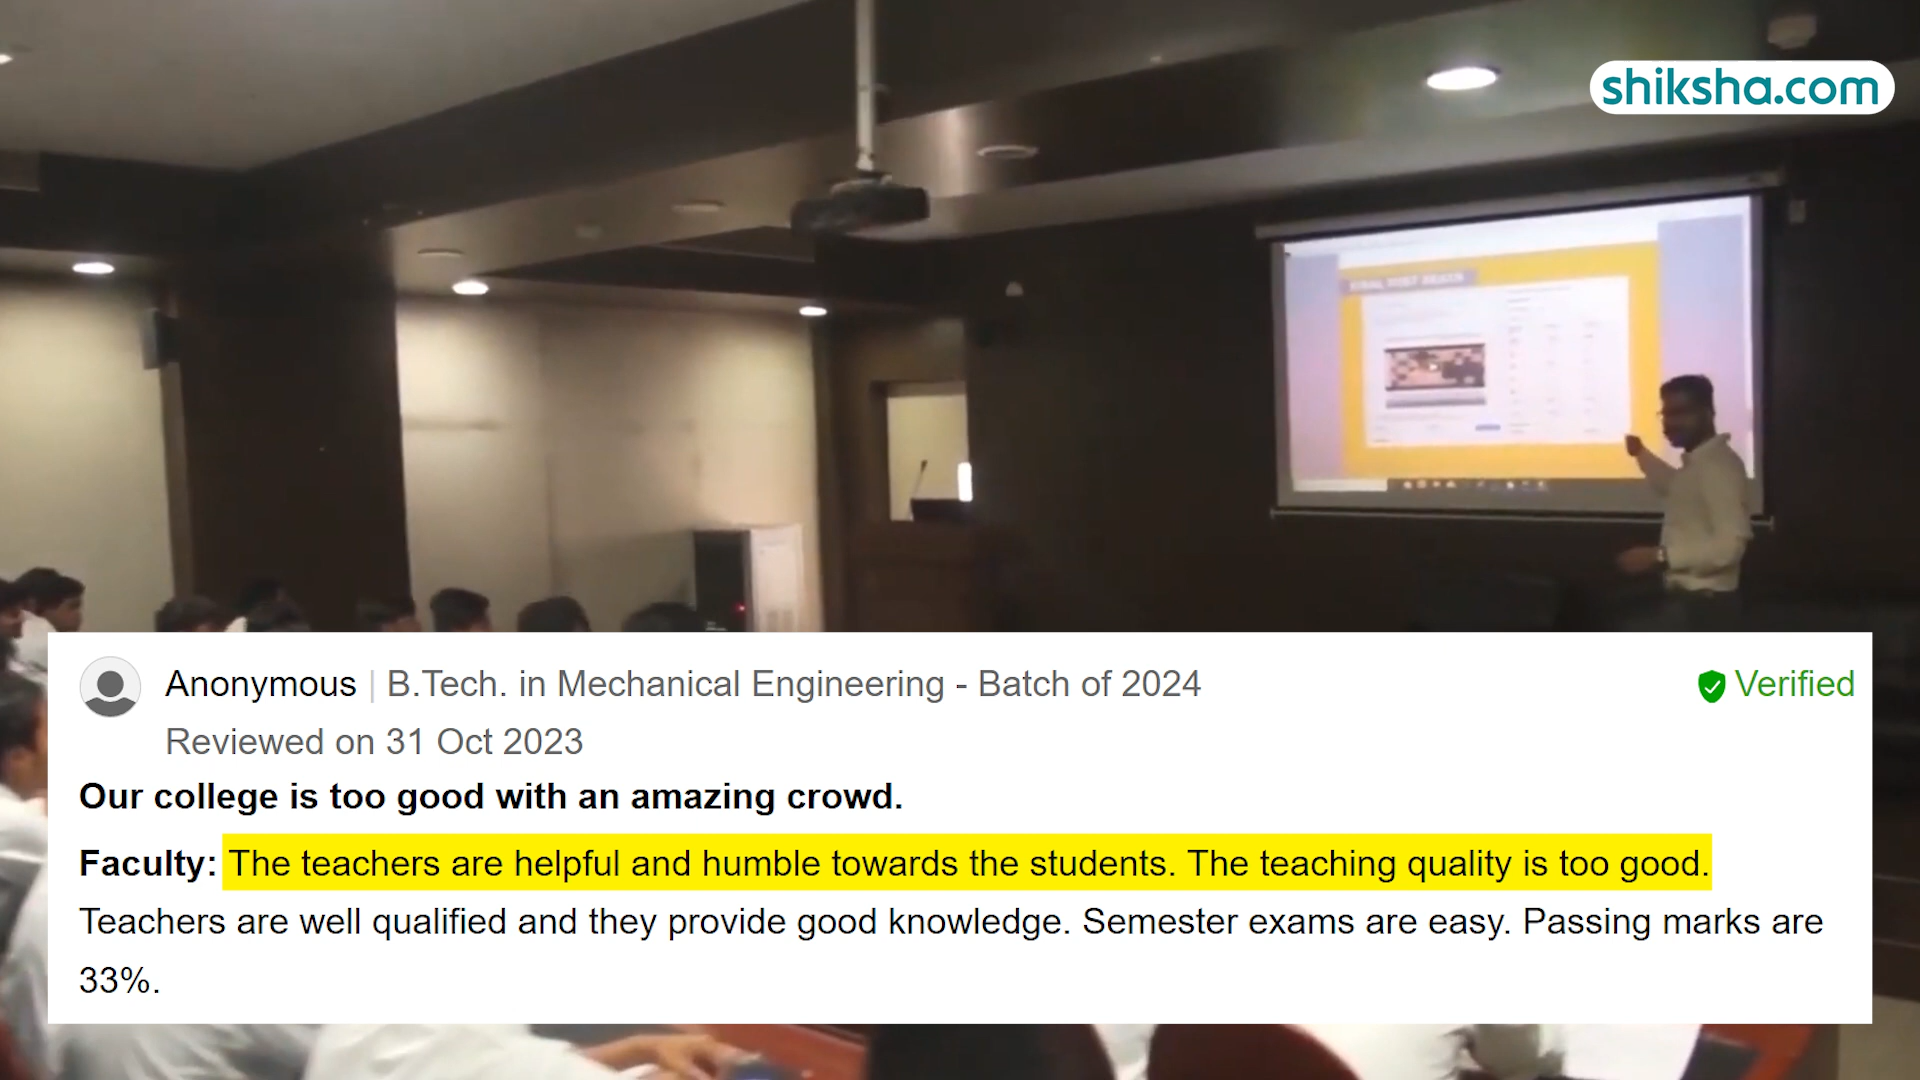 shiksha.com
Anonymous | B.Tech. in Mechanical Engineering - Batch of 2024
Verified
Reviewed on 31 Oct 2023
Our college is too good with an amazing crowd.
Faculty: The teachers are helpful and humble towards the students. The teaching quality is too good.
Teachers are well qualified and they provide good knowledge. Semester exams are easy. Passing marks are
33%.